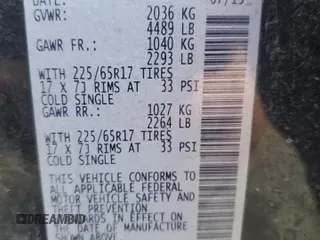 DATE: 07/15
GVWR: 2036 KG
4489 LB
GAWR FR.: 1040 KG
2293 LB
WITH 225/65R17 TIRES
17 X 7J RIMS AT 33 PSI
COLD SINGLE
GAWR RR.: 1027 KG
2264 LB
WITH 225/65R17 TIRES
17 X 7J RIMS AT 33 PSI
COLD SINGLE
THIS VEHICLE CONFORMS TO
ALL APPLICABLE FEDERAL
MOTOR VEHICLE SAFETY
AND THEFT PREVENTION
STANDARDS IN EFFECT ON
THE DATE OF MANUFACTURE
SHOWN ABOVE
DREAMBID